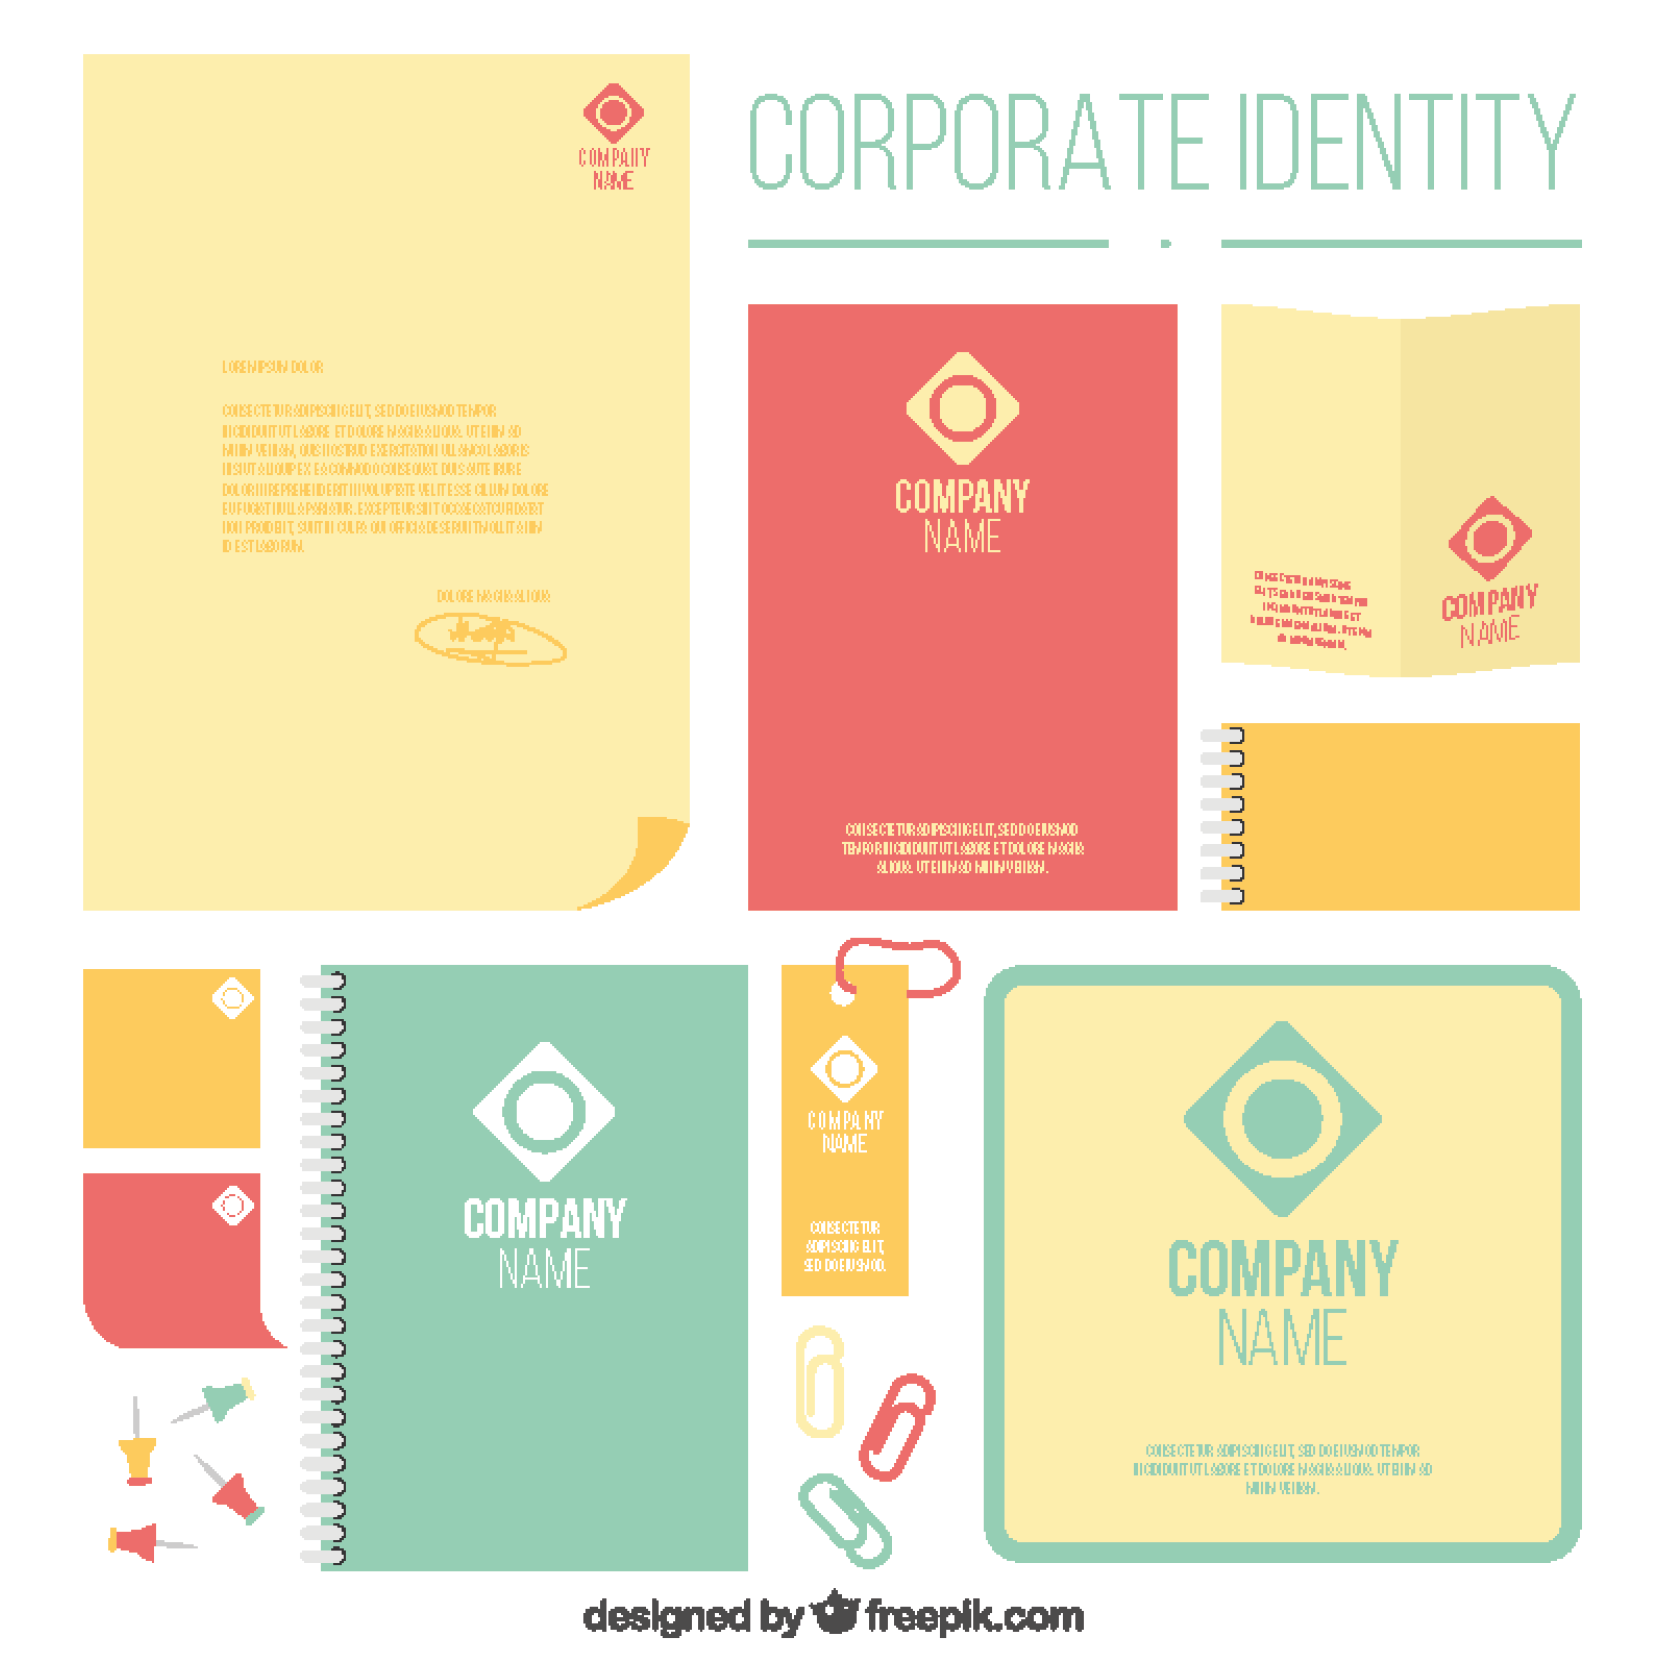 COMPANY
NAME
CORPORATE IDENTITY
LOREM IPSUM DOLOR
CONSECTETUR ADIPISCING ELIT, SED DO EIUSMOD TEMPOR
INCIDIDUNT UT LABORE ET DOLORE MAGNA ALIQUA. UT ENIM AD
MINIM VENIAM, QUIS NOSTRUD EXERCITATION ULLAMCO LABORIS
NISI UT ALIQUIP EX EA COMMODO CONSEQUAT. DUIS AUTE IRURE
DOLOR IN REPREHENDERIT IN VOLUPTATE VELIT ESSE CILLUM DOLORE
EU FUGIAT NULLA PARIATUR. EXCEPTEUR SINT OCCAECAT CUPIDATAT
NON PROIDENT, SUNT IN CULPA QUI OFFICIA DESERUNT MOLLIT ANIM
ID EST LABORUM.
DOLORE MAGNA ALIQUA
COMPANY
NAME
CONSECTETUR ADIPISCING ELIT, SED DO EIUSMOD
TEMPOR INCIDIDUNT UT LABORE ET DOLORE MAGNA
ALIQUA. UT ENIM AD MINIM VENIAM.
COMPANY
NAME
COMPANY
NAME
COMPANY
NAME
CONSECTETUR
ADIPISCING ELIT,
SED DO EIUSMOD.
COMPANY
NAME
CONSECTETUR ADIPISCING ELIT, SED DO EIUSMOD TEMPOR
INCIDIDUNT UT LABORE ET DOLORE MAGNA ALIQUA. UT ENIM AD
MINIM VENIAM.
designed by freepik.com